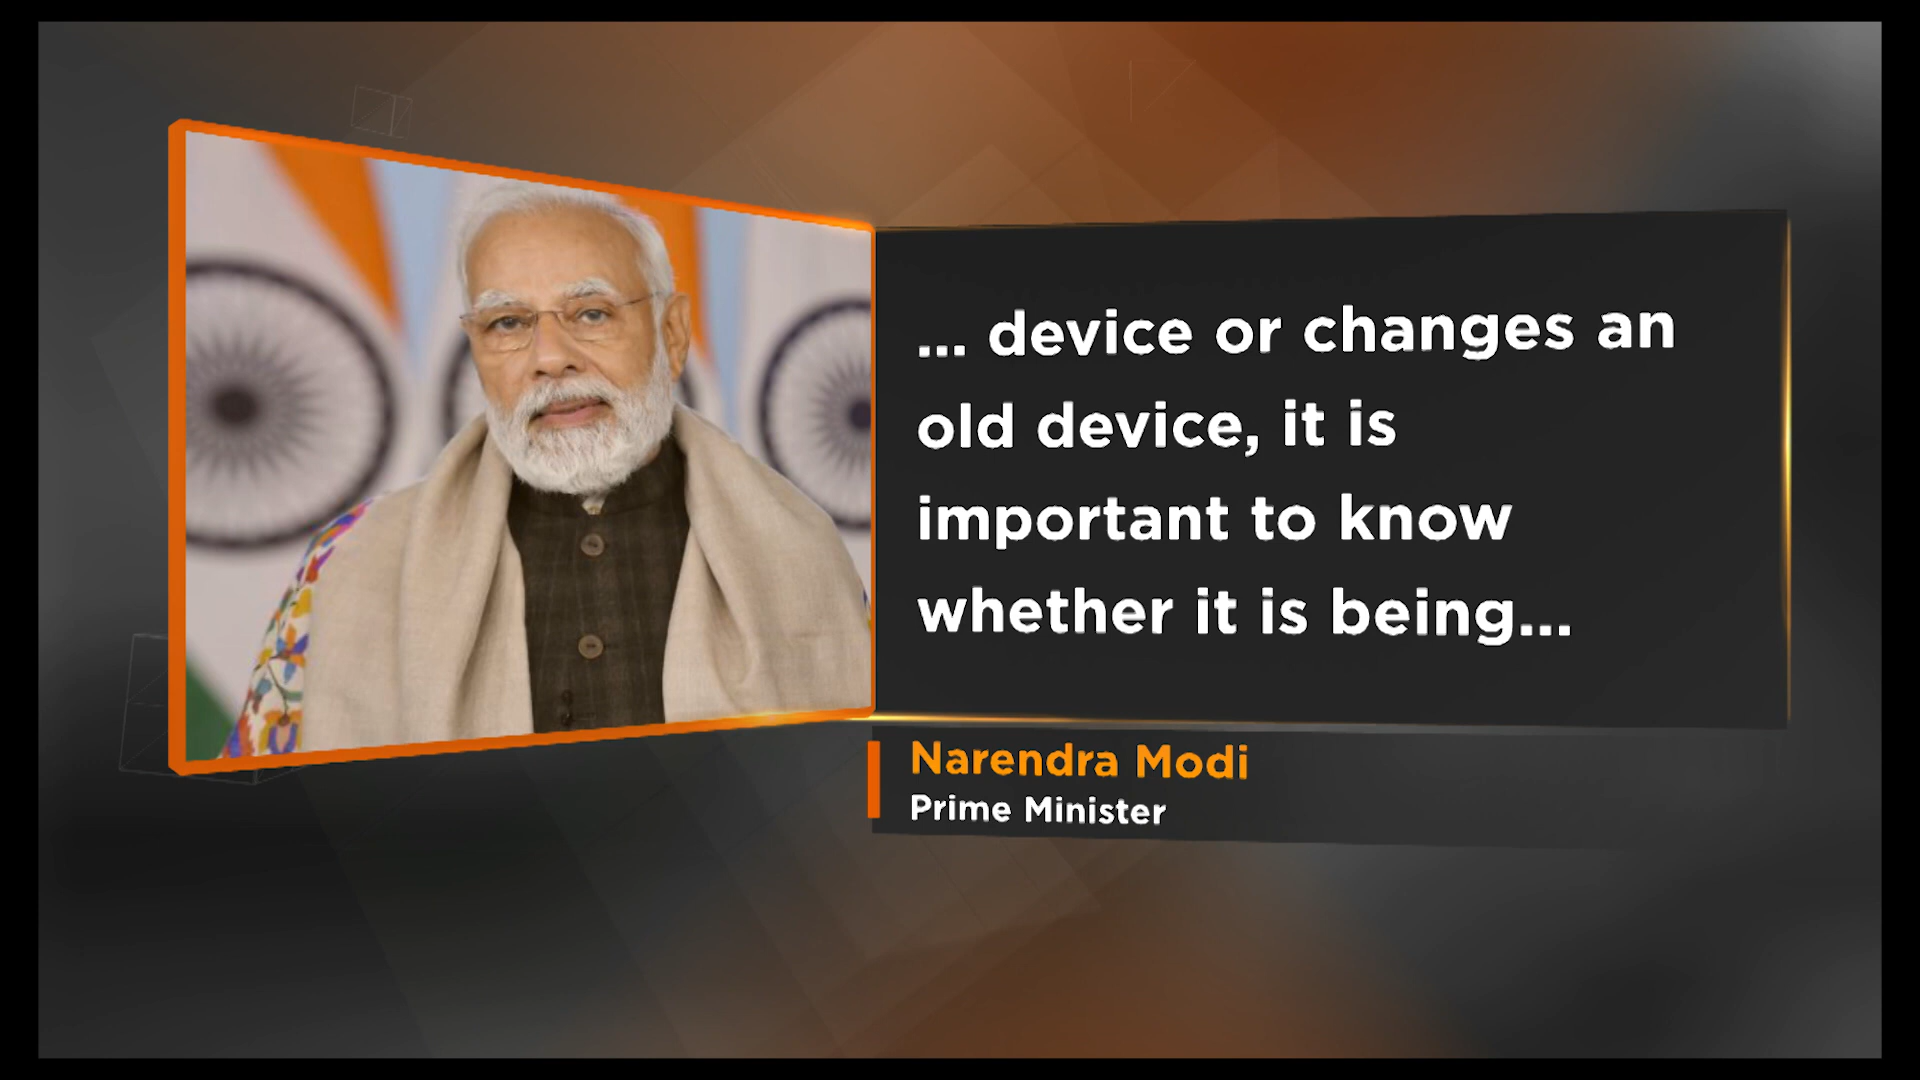 ... device or changes an
old device, it is
important to know
whether it is being...
Narendra Modi
Prime Minister